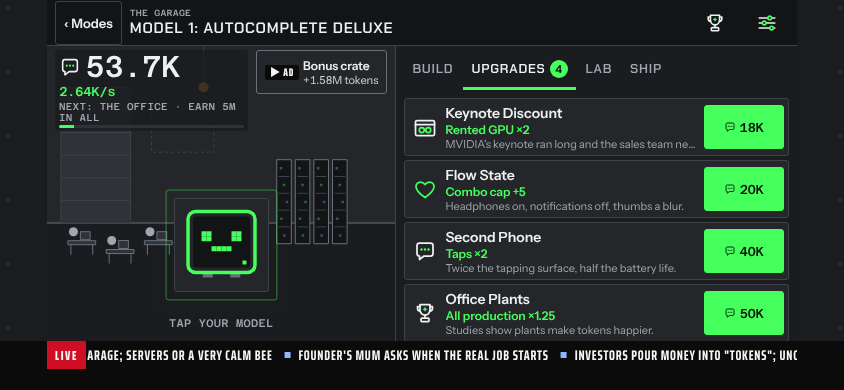 ‹ Modes
THE GARAGE
MODEL 1: AUTOCOMPLETE DELUXE
53.7K
2.64K/s
NEXT: THE OFFICE · EARN 5M
IN ALL
AD
Bonus crate
+1.58M tokens
TAP YOUR MODEL
BUILD
UPGRADES 4
LAB
SHIP
Keynote Discount
Rented GPU ×2
MVIDIA's keynote ran long and the sales team ne…
18K
Flow State
Combo cap +5
Headphones on, notifications off, thumbs a blur.
20K
Second Phone
Taps ×2
Twice the tapping surface, half the battery life.
40K
Office Plants
All production ×1.25
Studies show plants make tokens happier.
50K
LIVE
ARAGE; SERVERS OR A VERY CALM BEE ■ FOUNDER'S MUM ASKS WHEN THE REAL JOB STARTS ■ INVESTORS POUR MONEY INTO "TOKENS"; UNC